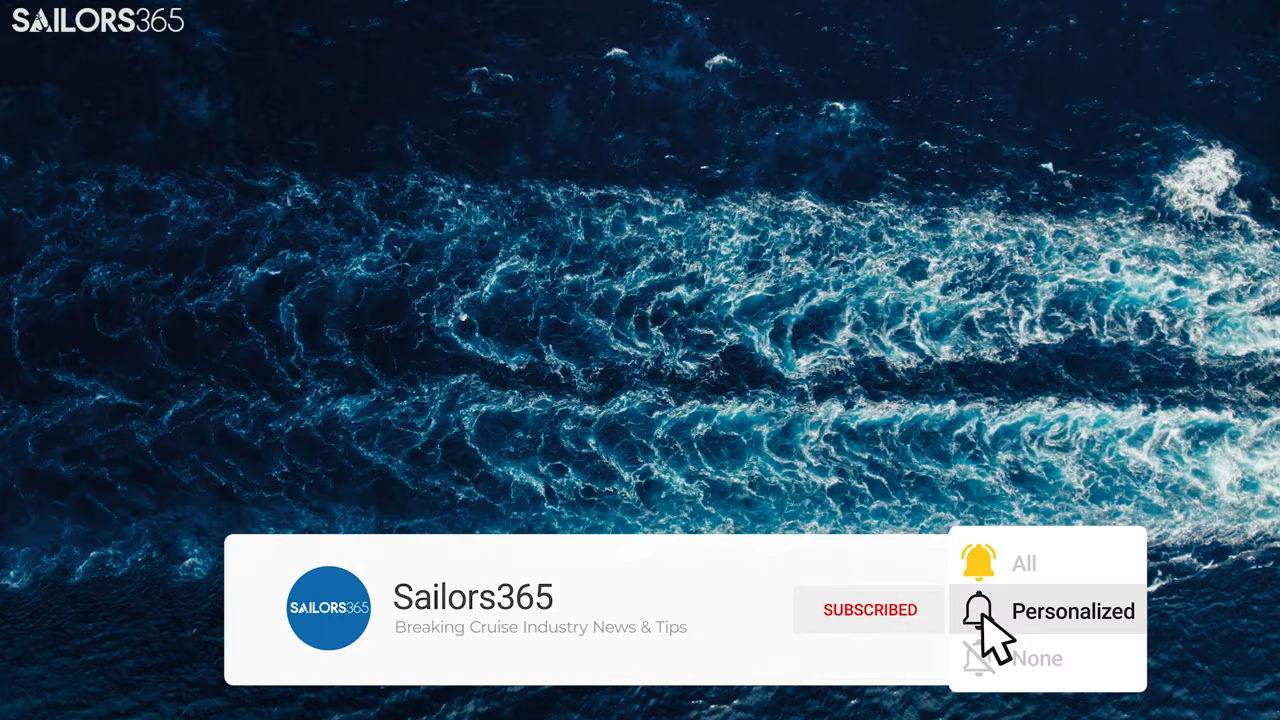 SAILORS365
SAILORS365
Sailors365
Breaking Cruise Industry News & Tips
SUBSCRIBED
All
Personalized
None